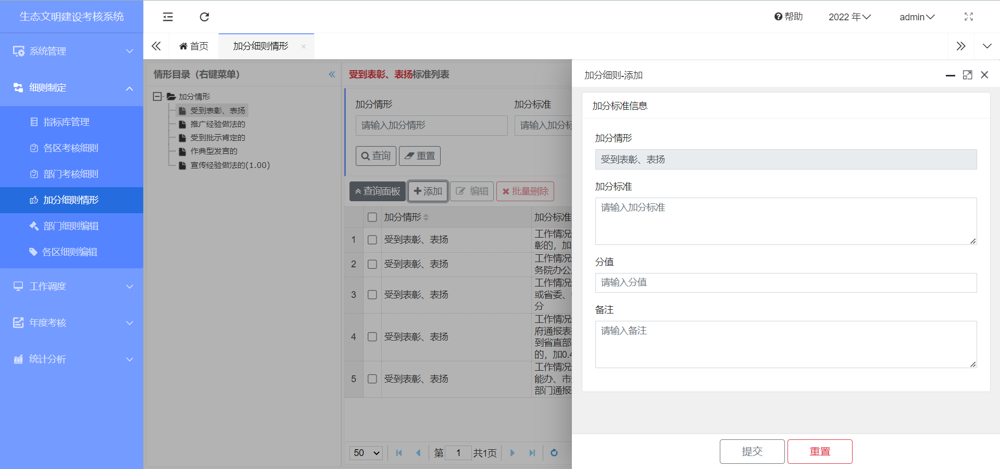 生态文明建设考核系统
帮助
2022 年
admin
首页
加分细则情形
系统管理
细则制定
指标库管理
各区考核细则
部门考核细则
加分细则情形
部门细则编辑
各区细则编辑
工作调度
年度考核
统计分析
情形目录（右键菜单）
加分情形
受到表彰、表扬
推广经验做法的
受到批示肯定的
作典型发言的
宣传经验做法的(1.00)
受到表彰、表扬标准列表
加分情形
加分标准
请输入加分情形
请输入加分标
查询
重置
查询面板
添加
编辑
批量删除
加分情形
加分标准
1
受到表彰、表扬
工作情况
彰的，加
2
受到表彰、表扬
工作情况
务院办公
3
受到表彰、表扬
工作情况
或省委、
分
4
受到表彰、表扬
工作情况
府通报表
到省直部
的，加0.4
5
受到表彰、表扬
工作情况
能办、市
部门通报
50
第
1
共1页
加分细则-添加
加分标准信息
加分情形
受到表彰、表扬
加分标准
请输入加分标准
分值
请输入分值
备注
请输入备注
提交
重置